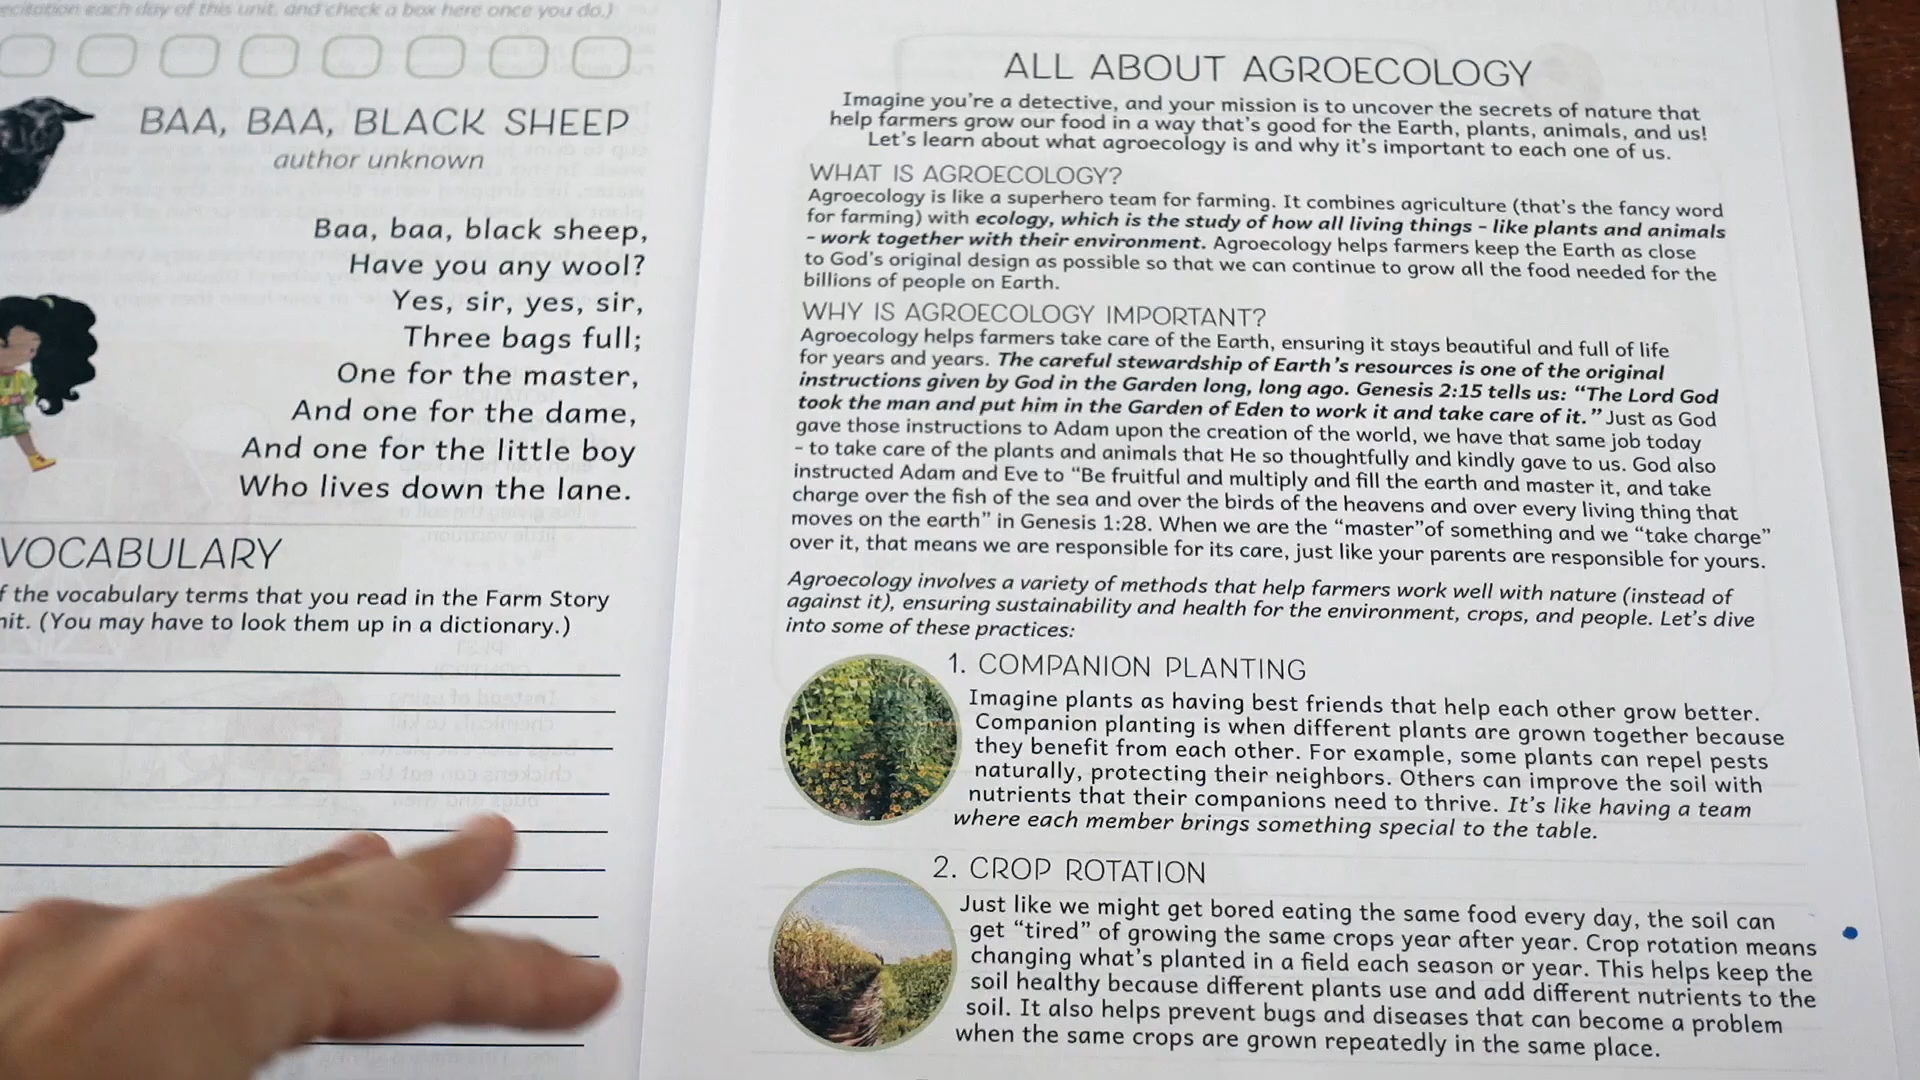 ecitation each day of this unit, and check a box here once you do.)
BAA, BAA, BLACK SHEEP
author unknown
Baa, baa, black sheep,
Have you any wool?
Yes, sir, yes, sir,
Three bags full;
One for the master,
And one for the dame,
And one for the little boy
Who lives down the lane.
VOCABULARY
f the vocabulary terms that you read in the Farm Story
nit. (You may have to look them up in a dictionary.)
ALL ABOUT AGROECOLOGY
Imagine you're a detective, and your mission is to uncover the secrets of nature that
help farmers grow our food in a way that's good for the Earth, plants, animals, and us!
Let's learn about what agroecology is and why it's important to each one of us.
WHAT IS AGROECOLOGY?
Agroecology is like a superhero team for farming. It combines agriculture (that's the fancy word
for farming) with ecology, which is the study of how all living things - like plants and animals
- work together with their environment. Agroecology helps farmers keep the Earth as close
to God's original design as possible so that we can continue to grow all the food needed for the
billions of people on Earth.
WHY IS AGROECOLOGY IMPORTANT?
Agroecology helps farmers take care of the Earth, ensuring it stays beautiful and full of life
for years and years. The careful stewardship of Earth's resources is one of the original
instructions given by God in the Garden long, long ago. Genesis 2:15 tells us: “The Lord God
took the man and put him in the Garden of Eden to work it and take care of it.” Just as God
gave those instructions to Adam upon the creation of the world, we have that same job today
- to take care of the plants and animals that He so thoughtfully and kindly gave to us. God also
instructed Adam and Eve to “Be fruitful and multiply and fill the earth and master it, and take
charge over the fish of the sea and over the birds of the heavens and over every living thing that
moves on the earth” in Genesis 1:28. When we are the “master”of something and we “take charge”
over it, that means we are responsible for its care, just like your parents are responsible for yours.
Agroecology involves a variety of methods that help farmers work well with nature (instead of
against it), ensuring sustainability and health for the environment, crops, and people. Let's dive
into some of these practices:
1. COMPANION PLANTING
Imagine plants as having best friends that help each other grow better.
Companion planting is when different plants are grown together because
they benefit from each other. For example, some plants can repel pests
naturally, protecting their neighbors. Others can improve the soil with
nutrients that their companions need to thrive. It's like having a team
where each member brings something special to the table.
2. CROP ROTATION
Just like we might get bored eating the same food every day, the soil can
get “tired” of growing the same crops year after year. Crop rotation means
changing what's planted in a field each season or year. This helps keep the
soil healthy because different plants use and add different nutrients to the
soil. It also helps prevent bugs and diseases that can become a problem
when the same crops are grown repeatedly in the same place.